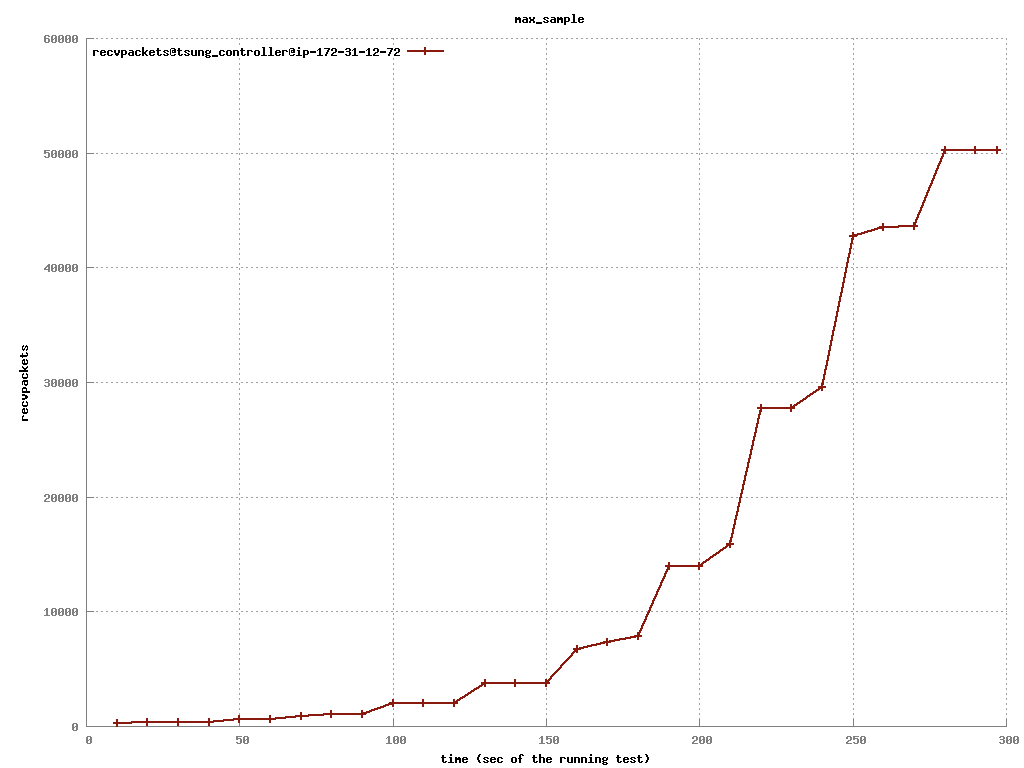 max_sample
60000
recvpackets@tsung_controller@ip-172-31-12-72
50000
40000
30000
20000
10000
0
recvpackets
0 50 100 150 200 250 300
time (sec of the running test)